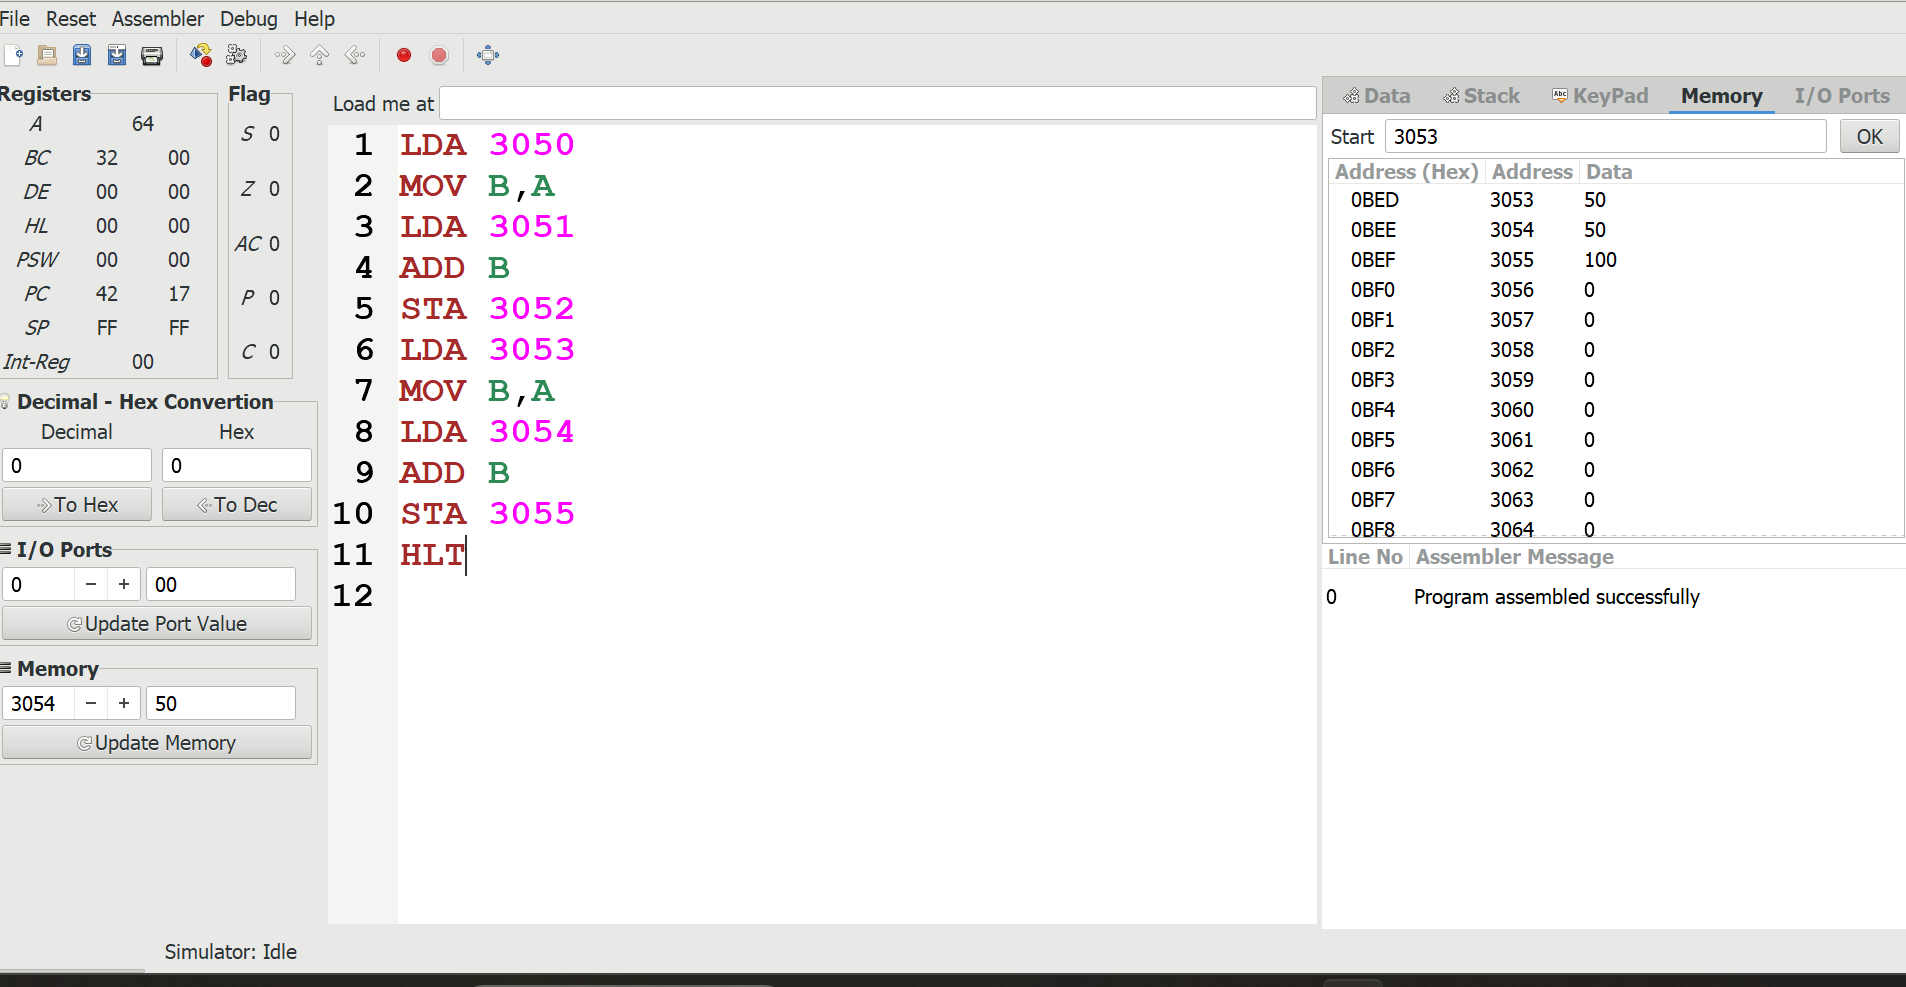 File Reset Assembler Debug Help
Registers
A 64
BC 32 00
DE 00 00
HL 00 00
PSW 00 00
PC 42 17
SP FF FF
Int-Reg 00
Flag
S 0
Z 0
AC 0
P 0
C 0
Decimal - Hex Convertion
Decimal Hex
0 0
To Hex To Dec
I/O Ports
0 − + 00
Update Port Value
Memory
3054 − + 50
Update Memory
Load me at
1 LDA 3050
2 MOV B,A
3 LDA 3051
4 ADD B
5 STA 3052
6 LDA 3053
7 MOV B,A
8 LDA 3054
9 ADD B
10 STA 3055
11 HLT
12
Data Stack Abc KeyPad Memory I/O Ports
Start 3053 OK
Address (Hex) Address Data
0BED 3053 50
0BEE 3054 50
0BEF 3055 100
0BF0 3056 0
0BF1 3057 0
0BF2 3058 0
0BF3 3059 0
0BF4 3060 0
0BF5 3061 0
0BF6 3062 0
0BF7 3063 0
0BF8 3064 0
Line No Assembler Message
0 Program assembled successfully
Simulator: Idle